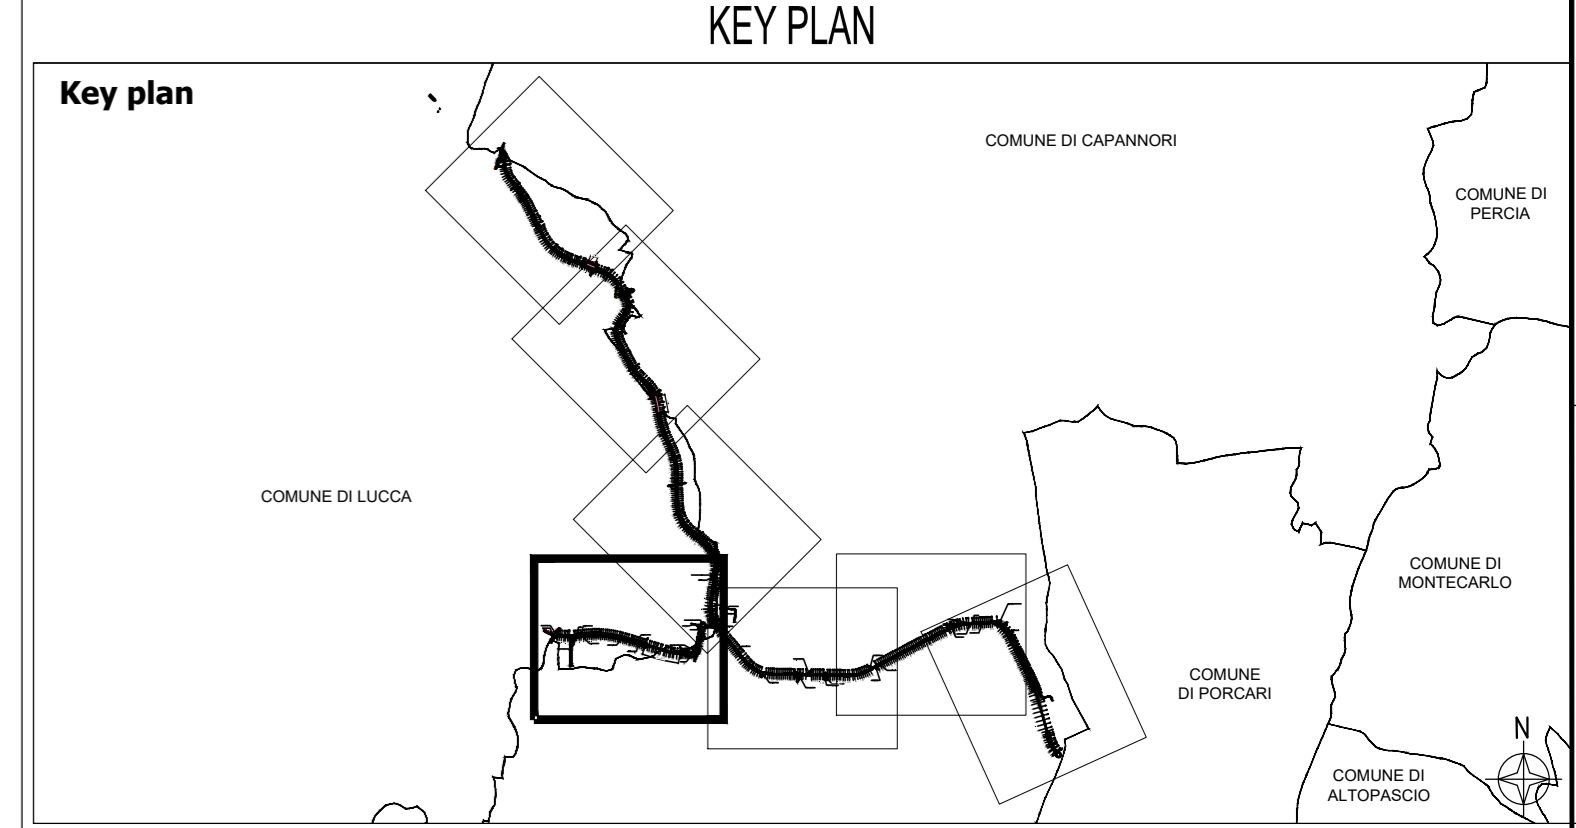 KEY PLAN
Key plan
COMUNE DI CAPANNORI
COMUNE DI
PERCIA
COMUNE DI LUCCA
COMUNE DI
MONTECARLO
COMUNE
DI PORCARI
N
COMUNE DI
ALTOPASCIO